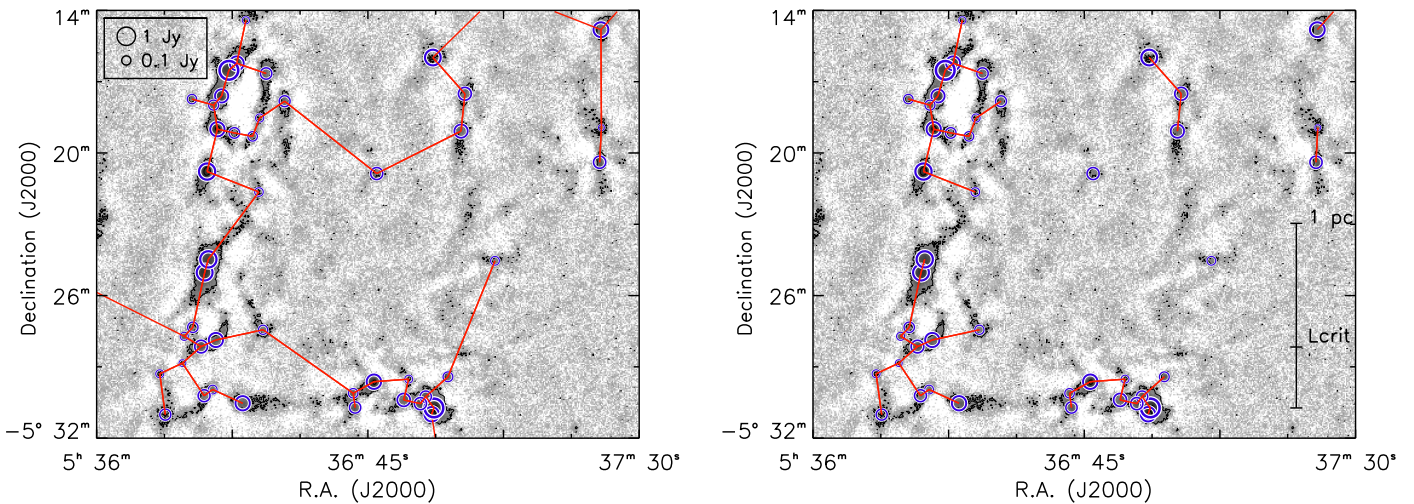 1 Jy
0.1 Jy
14ᵐ
20ᵐ
26ᵐ
−5° 32ᵐ
5ʰ 36ᵐ
36ᵐ 45ˢ
37ᵐ 30ˢ
Declination (J2000)
R.A. (J2000)
14ᵐ
20ᵐ
26ᵐ
−5° 32ᵐ
5ʰ 36ᵐ
36ᵐ 45ˢ
37ᵐ 30ˢ
Declination (J2000)
R.A. (J2000)
1 pc
Lcrit